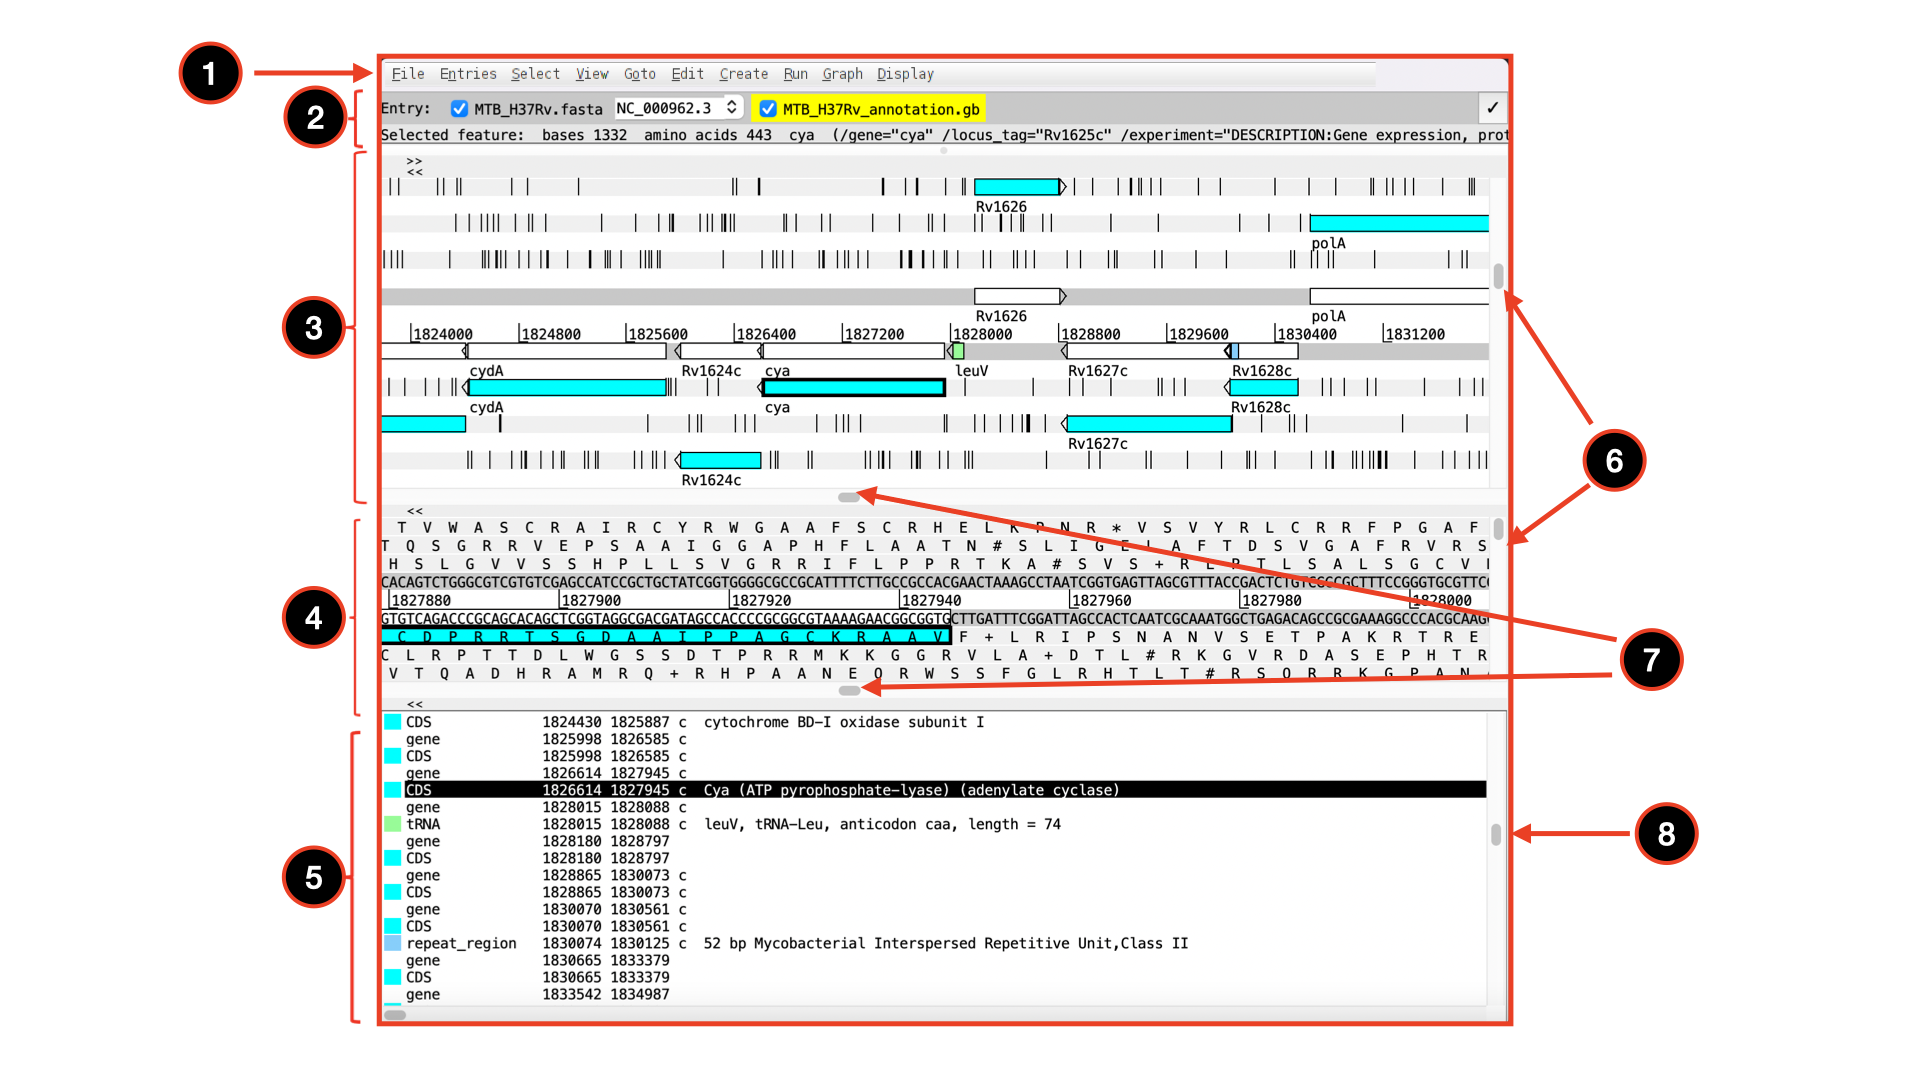 1
File Entries Select View Goto Edit Create Run Graph Display
2
Entry: MTB_H37Rv.fasta NC_000962.3 MTB_H37Rv_annotation.gb
Selected feature: bases 1332 amino acids 443 cya (/gene="cya" /locus_tag="Rv1625c" /experiment="DESCRIPTION:Gene expression, prot
3
>>
<<
Rv1626
polA
Rv1626 polA
1824000 1824800 1825600 1826400 1827200 1828000 1828800 1829600 1830400 1831200
cydA Rv1624c cya leuV Rv1627c Rv1628c
cydA cya Rv1628c
Rv1627c
Rv1624c
6
<<
4
T V W A S C R A I R C Y R W G A A F S C R H E L K P N R * V S V Y R L C R R F P G A F
T Q S G R R V E P S A A I G G A P H F L A A T N # S L I G E L A F T D S V G A F R V R S
H S L G V V S S H P L L S V G R R I F L P P R T K A # S V S + R L P T L S A L S G C V
CACAGTCTGGGCGTCGTGTCGAGCCATCCGCTGCTATCGGTGGGGCGCCGCATTTTTCTTGCCGCCACGAACTAAAGCCTAATCGGTGAGTTAGCGTTTACCGACTCTGTCGGCGCTTTCCGGGTGCGTTC
1827880 1827900 1827920 1827940 1827960 1827980 1828000
GTGTCAGACCCGCAGCACAGCTCGGTAGGCGACGATAGCCACCCCGCGGCGTAAAAAGAACGGCGGTGCTTGATTTCGGATTAGCCACTCAATCGCAAATGGCTGAGACAGCCGCGAAAGGCCCACGCAAG
C D P R R T S G D A A I P P A G C K R A A V F + L R I P S N A N V S E T P A K R T R E
C L R P T T D L W G S S D T P R R M K K G G R V L A + D T L # R K G V R D A S E P H T R
V T Q A D H R A M R Q + R H P A A N E Q R W S S F G L R H T L T # R S Q R R K G P A N
7
<<
5
CDS 1824430 1825887 c cytochrome BD-I oxidase subunit I
gene 1825998 1826585 c
CDS 1825998 1826585 c
gene 1826614 1827945 c
CDS 1826614 1827945 c Cya (ATP pyrophosphate-lyase) (adenylate cyclase)
gene 1828015 1828088 c
tRNA 1828015 1828088 c leuV, tRNA-Leu, anticodon caa, length = 74
gene 1828180 1828797
CDS 1828180 1828797
gene 1828865 1830073 c
CDS 1828865 1830073 c
gene 1830070 1830561 c
CDS 1830070 1830561 c
repeat_region 1830074 1830125 c 52 bp Mycobacterial Interspersed Repetitive Unit,Class II
gene 1830665 1833379
CDS 1830665 1833379
gene 1833542 1834987
8